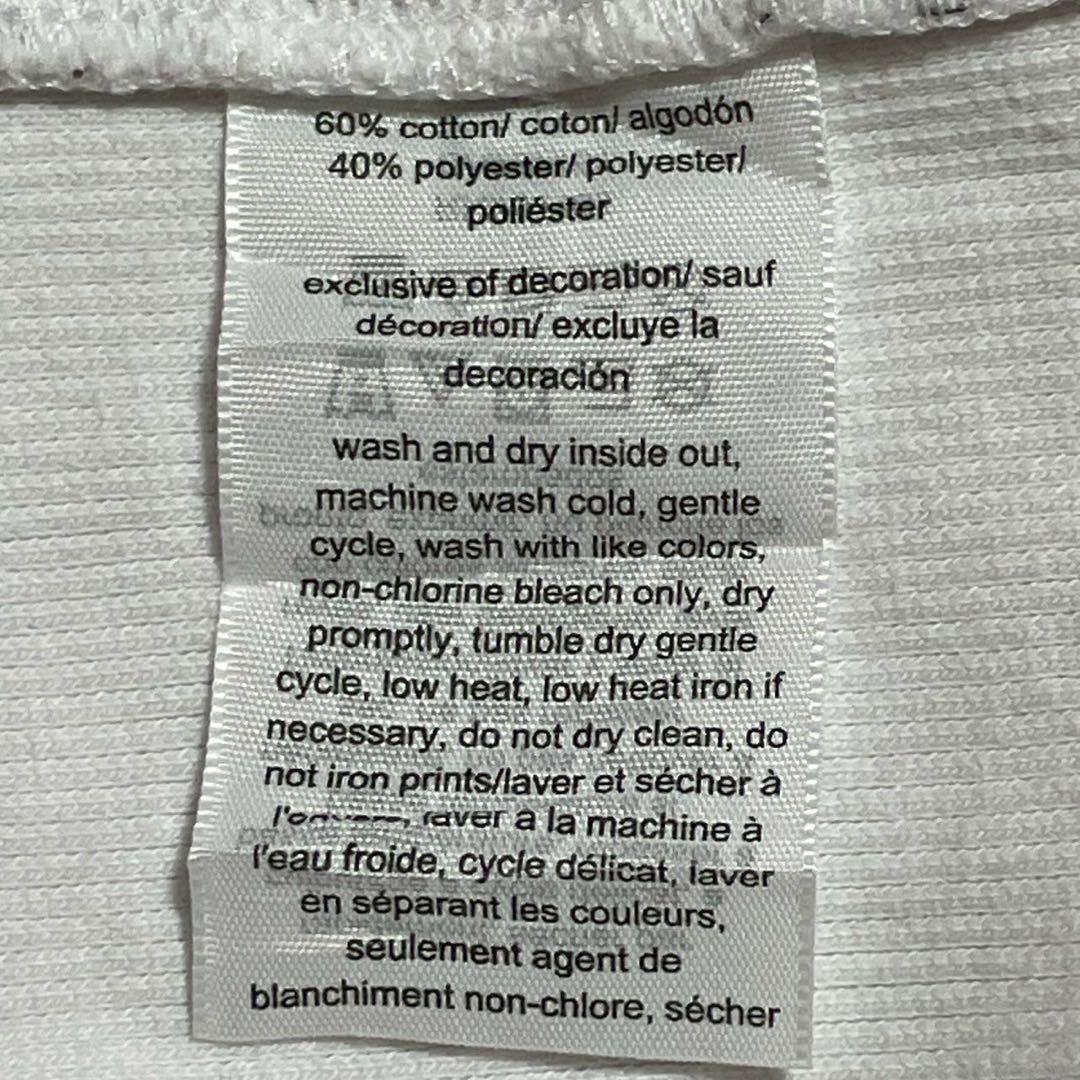 60% cotton/ coton/ algodón
40% polyester/ polyester/
poliéster
exclusive of decoration/ sauf
décoration/ excluye la
decoración
wash and dry inside out,
machine wash cold, gentle
cycle, wash with like colors,
non-chlorine bleach only, dry
promptly, tumble dry gentle
cycle, low heat, low heat iron if
necessary, do not dry clean, do
not iron prints/laver et sécher à
laver a la machine à
l'eau froide, cycle délicat, laver
en séparant les couleurs,
seulement agent de
blanchiment non-chlore, sécher